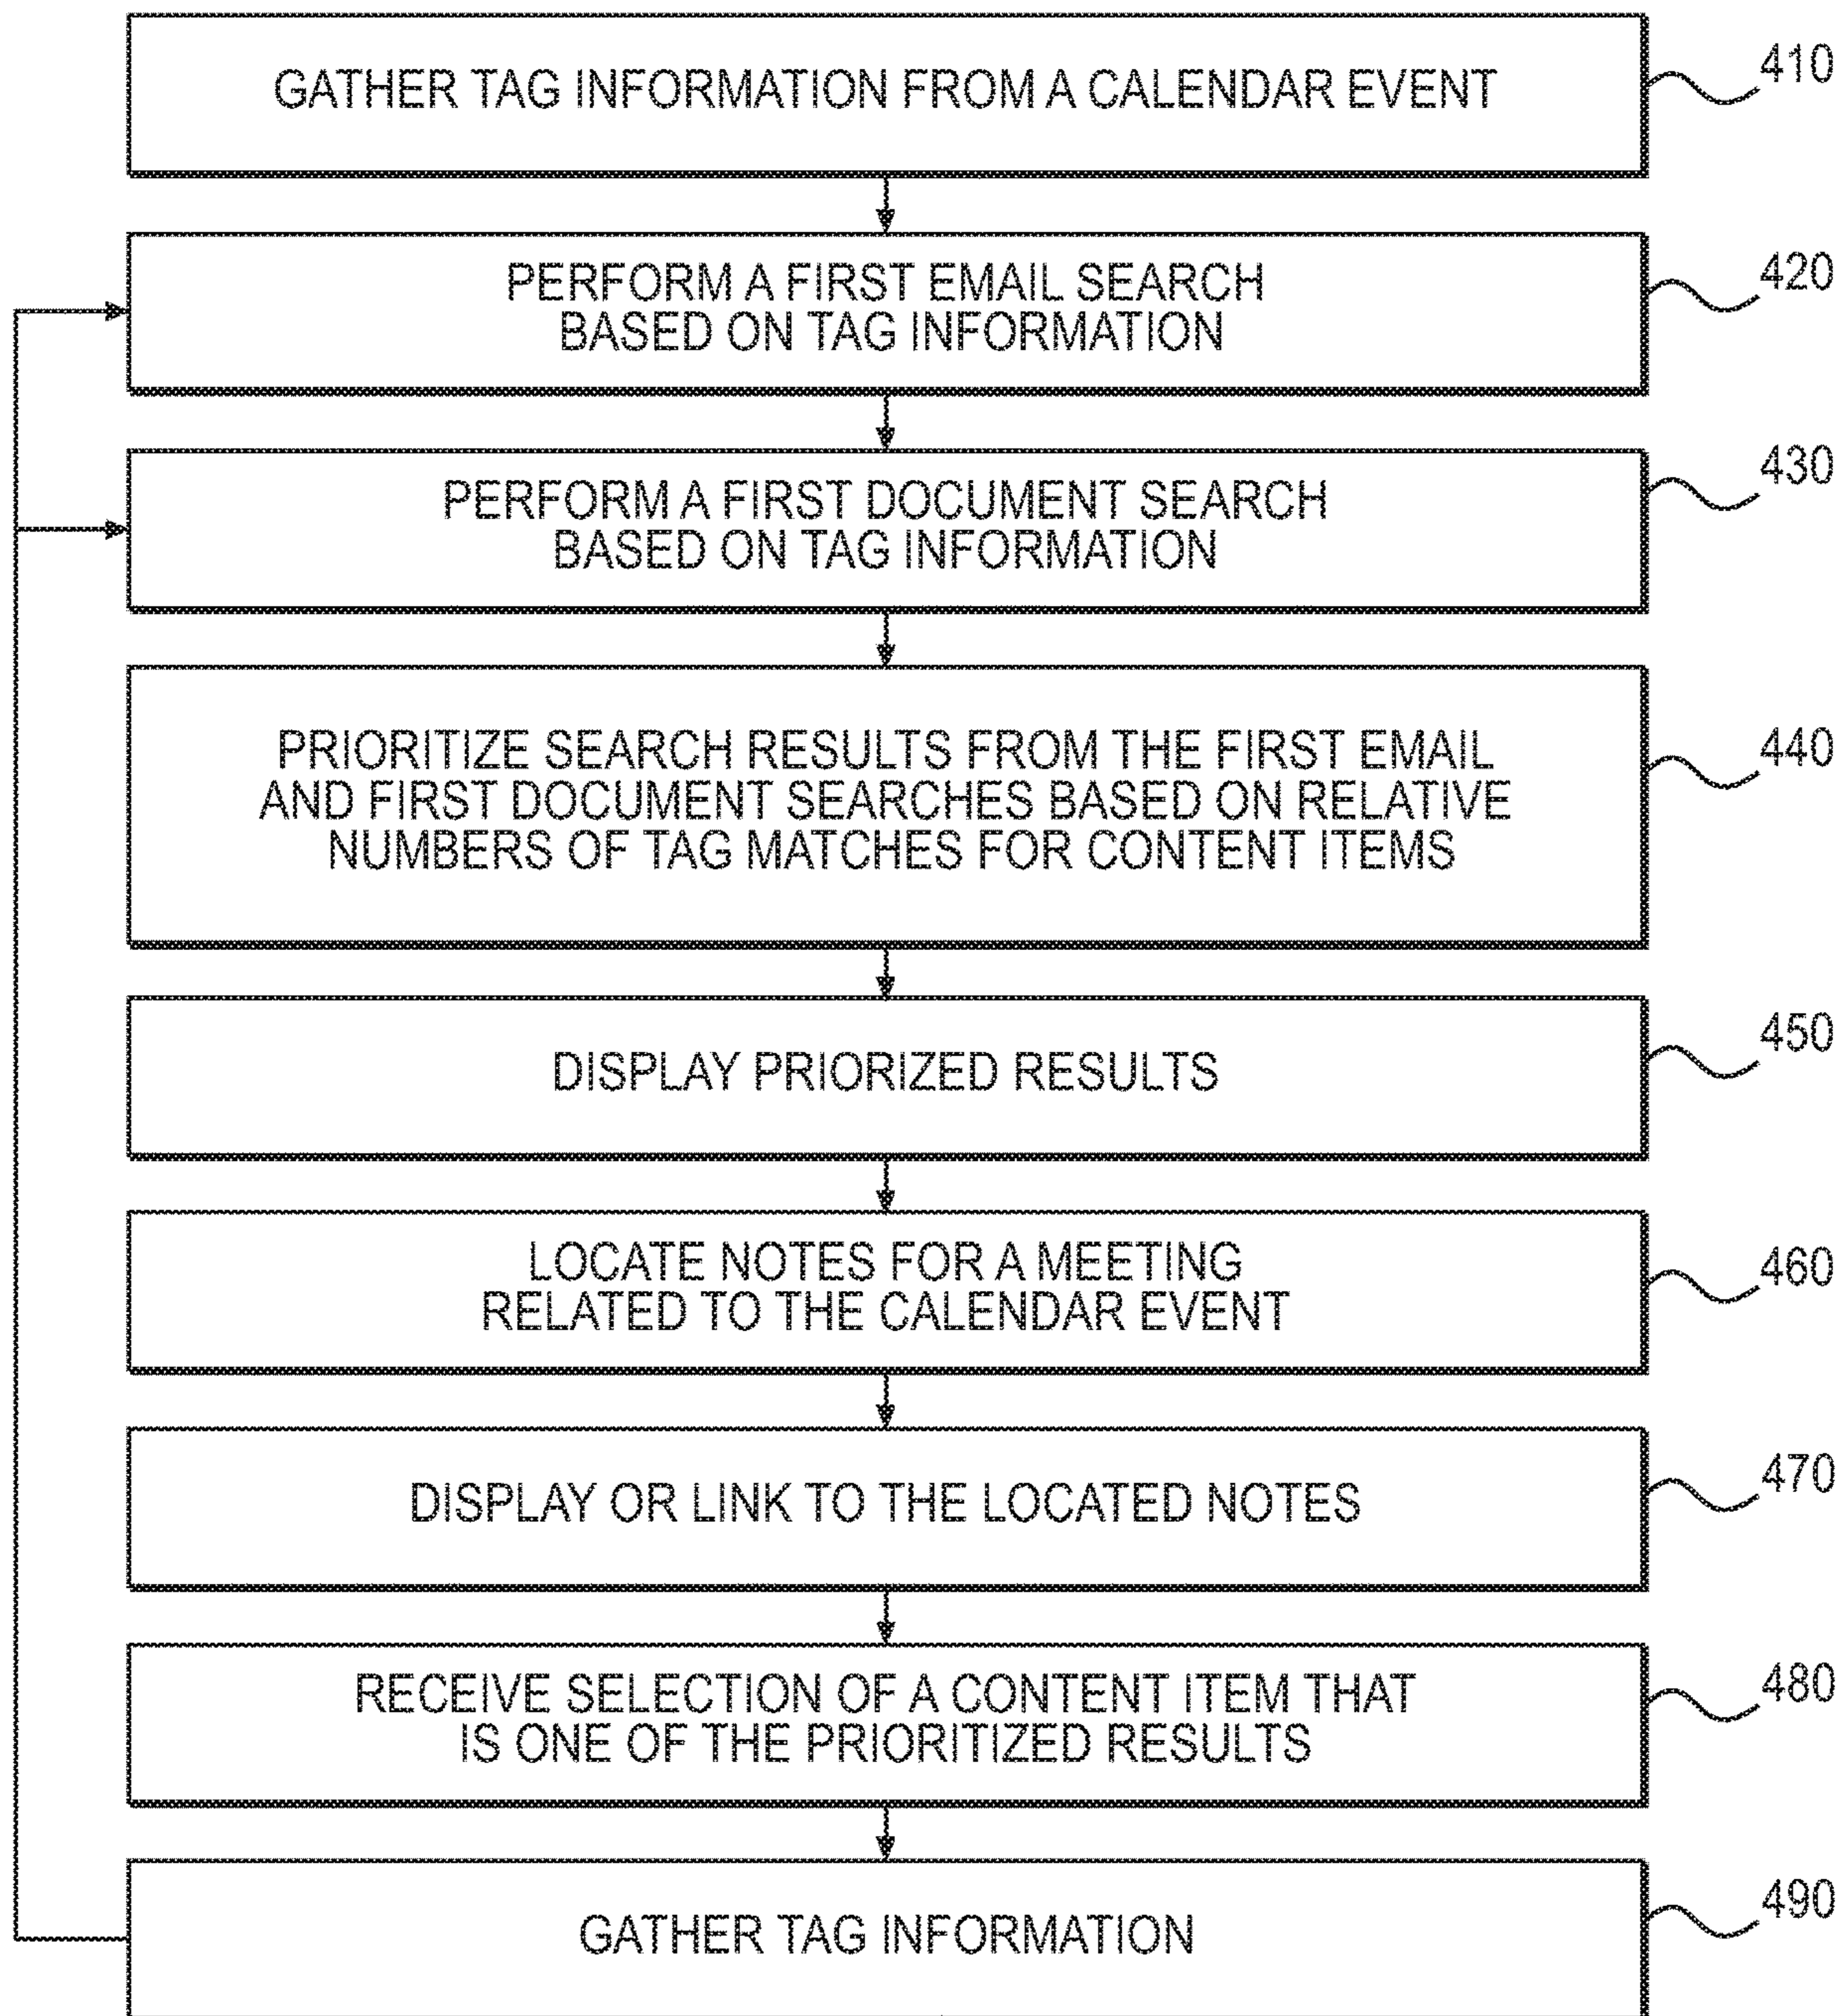 GATHER TAG INFORMATION FROM A CALENDAR EVENT
410
PERFORM A FIRST EMAIL SEARCH
BASED ON TAG INFORMATION
420
PERFORM A FIRST DOCUMENT SEARCH
BASED ON TAG INFORMATION
430
PRIORITIZE SEARCH RESULTS FROM THE FIRST EMAIL
AND FIRST DOCUMENT SEARCHES BASED ON RELATIVE
NUMBERS OF TAG MATCHES FOR CONTENT ITEMS
440
DISPLAY PRIORIZED RESULTS
450
LOCATE NOTES FOR A MEETING
RELATED TO THE CALENDAR EVENT
460
DISPLAY OR LINK TO THE LOCATED NOTES
470
RECEIVE SELECTION OF A CONTENT ITEM THAT
IS ONE OF THE PRIORITIZED RESULTS
480
GATHER TAG INFORMATION
490